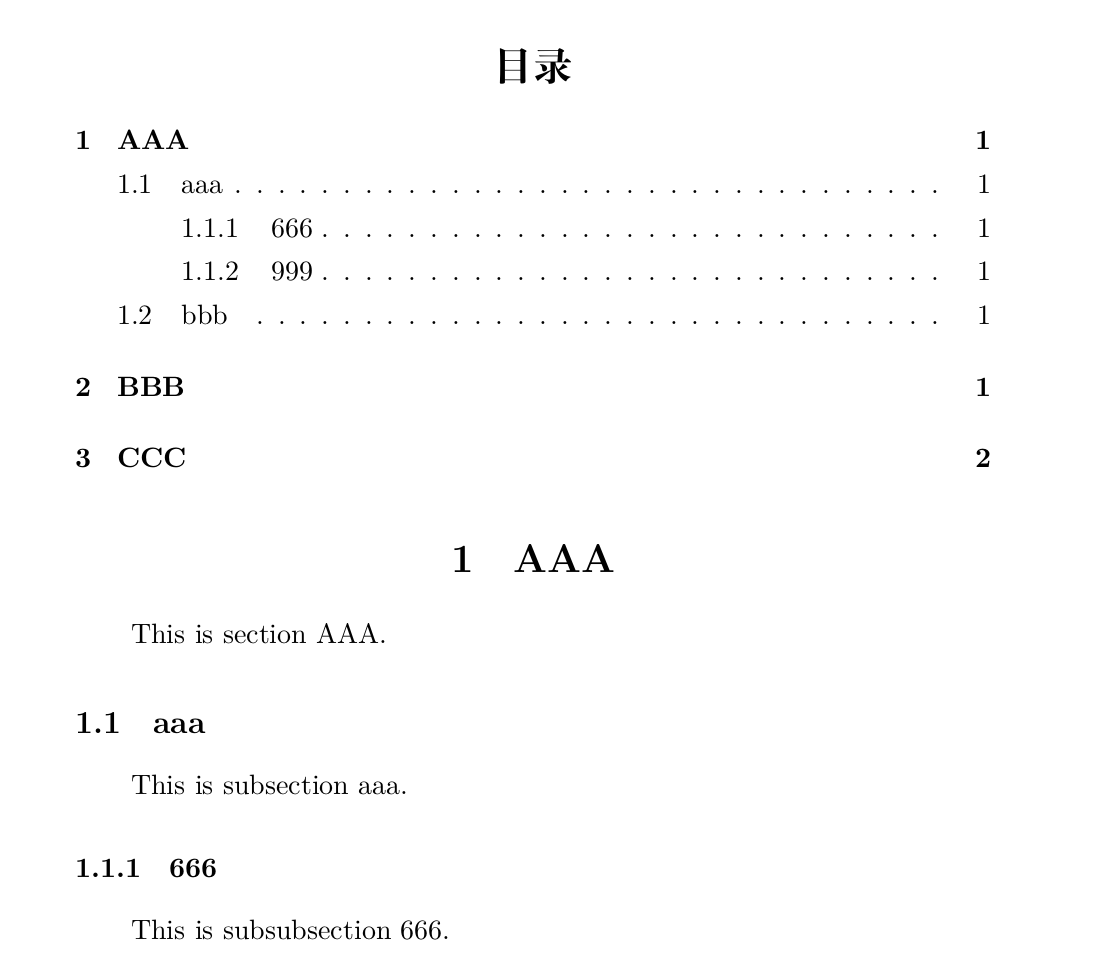 目录
1 AAA 1
1.1 aaa . . . . . . . . . . . . . . . . . . . . . . . . . . . . . . . . . 1
1.1.1 666 . . . . . . . . . . . . . . . . . . . . . . . . . . . . . 1
1.1.2 999 . . . . . . . . . . . . . . . . . . . . . . . . . . . . . 1
1.2 bbb . . . . . . . . . . . . . . . . . . . . . . . . . . . . . . . . 1
2 BBB 1
3 CCC 2
1 AAA
This is section AAA.
1.1 aaa
This is subsection aaa.
1.1.1 666
This is subsubsection 666.